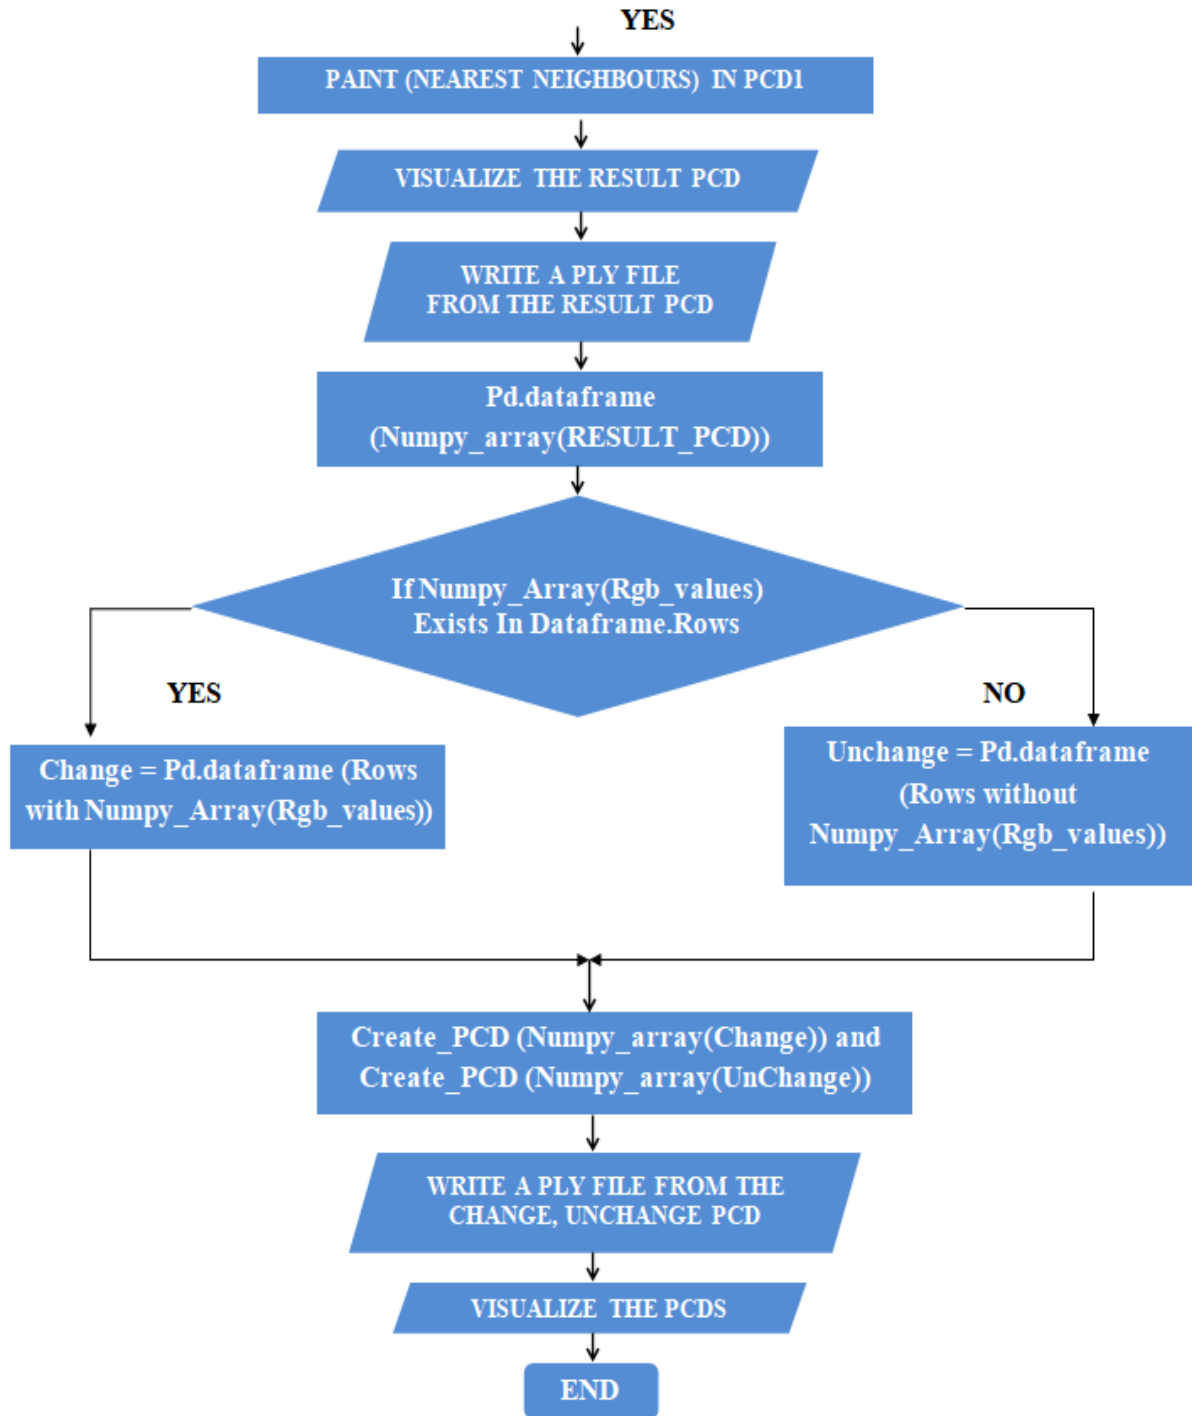 YES
PAINT (NEAREST NEIGHBOURS) IN PCD1
VISUALIZE THE RESULT PCD
WRITE A PLY FILE
FROM THE RESULT PCD
Pd.dataframe
(Numpy_array(RESULT_PCD))
If Numpy_Array(Rgb_values)
Exists In Dataframe.Rows
YES
NO
Change = Pd.dataframe (Rows
with Numpy_Array(Rgb_values))
Unchange = Pd.dataframe
(Rows without
Numpy_Array(Rgb_values))
Create_PCD (Numpy_array(Change)) and
Create_PCD (Numpy_array(UnChange))
WRITE A PLY FILE FROM THE
CHANGE, UNCHANGE PCD
VISUALIZE THE PCDS
END